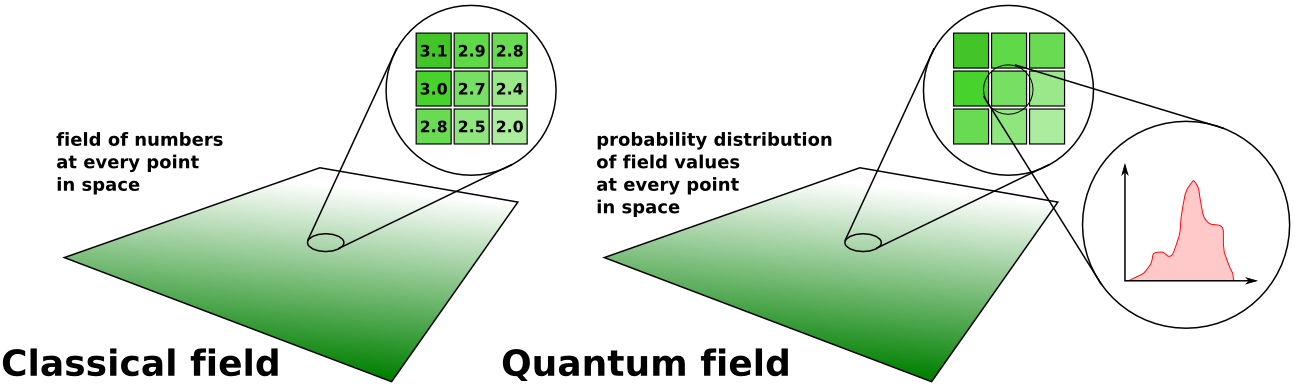 3.1 2.9 2.8
3.0 2.7 2.4
2.8 2.5 2.0
field of numbers
at every point
in space
Classical field
probability distribution
of field values
at every point
in space
Quantum field